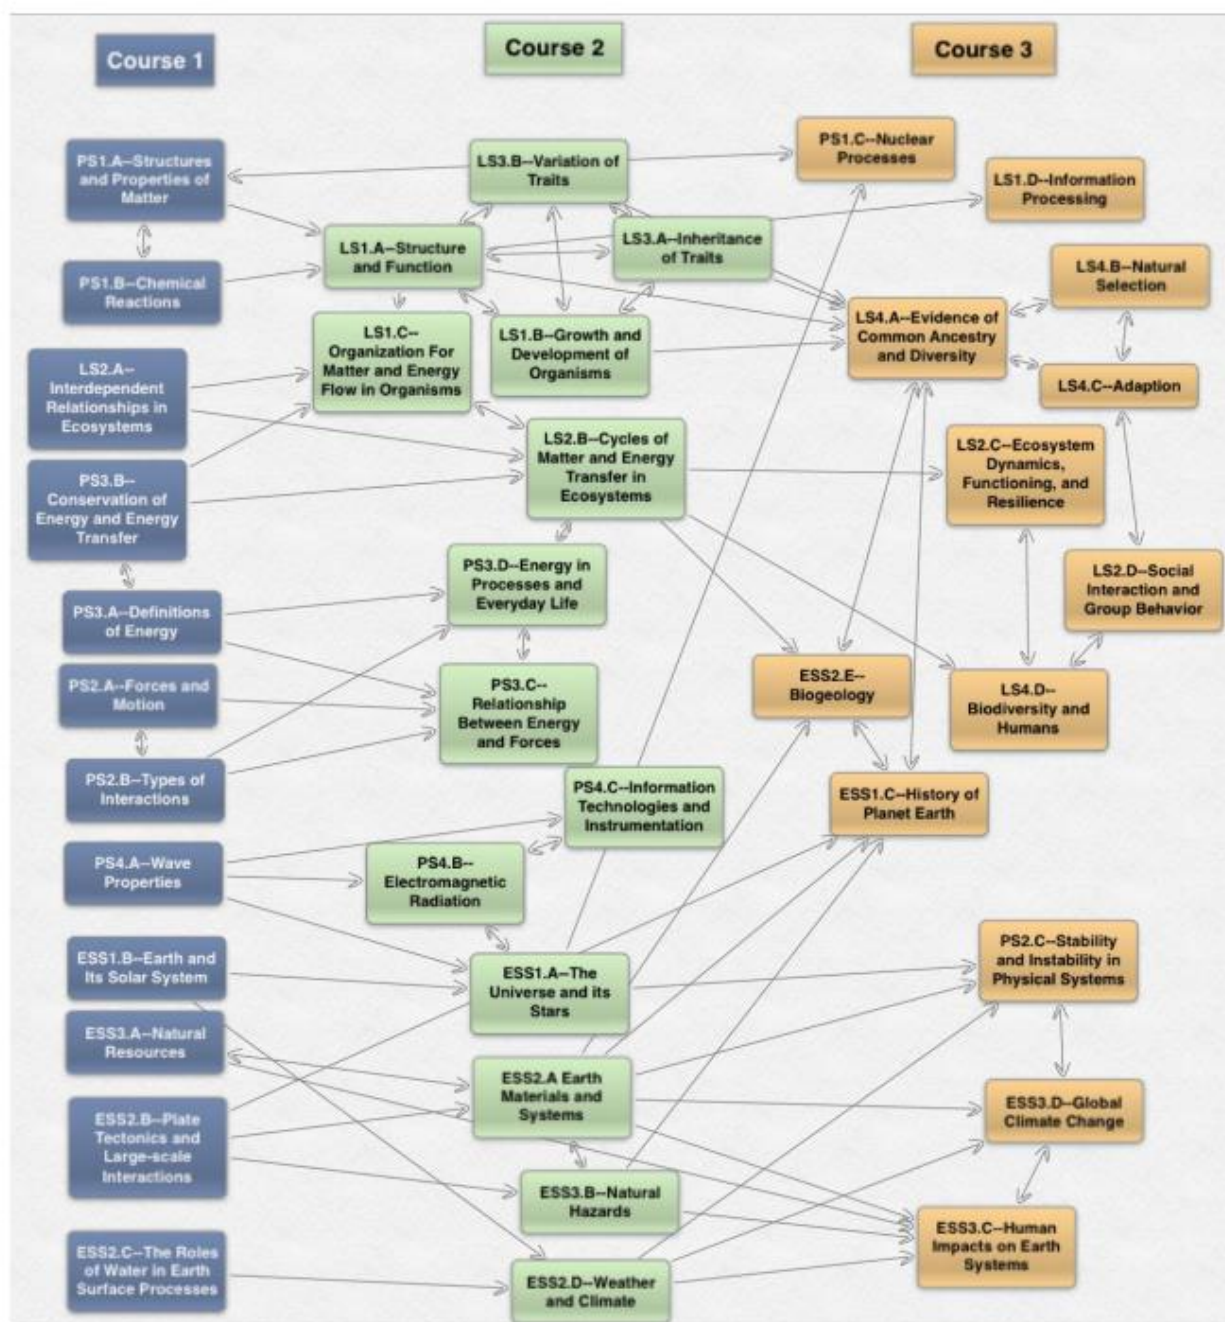 Course 1
Course 2
Course 3
PS1.A--Structures
and Properties of
Matter
PS1.B--Chemical
Reactions
LS2.A--
Interdependent
Relationships in
Ecosystems
PS3.B--
Conservation of
Energy and Energy
Transfer
PS3.A--Definitions
of Energy
PS2.A--Forces and
Motion
PS2.B--Types of
Interactions
PS4.A--Wave
Properties
ESS1.B--Earth and
Its Solar System
ESS3.A--Natural
Resources
ESS2.B--Plate
Tectonics and
Large-scale
Interactions
ESS2.C--The Roles
of Water in Earth
Surface Processes
LS3.B--Variation of
Traits
LS1.A--Structure
and Function
LS3.A--Inheritance
of Traits
LS1.C--
Organization For
Matter and Energy
Flow in Organisms
LS1.B--Growth and
Development of
Organisms
LS2.B--Cycles of
Matter and Energy
Transfer in
Ecosystems
PS3.D--Energy in
Processes and
Everyday Life
PS3.C--
Relationship
Between Energy
and Forces
PS4.C--Information
Technologies and
Instrumentation
PS4.B--
Electromagnetic
Radiation
ESS1.A--The
Universe and its
Stars
ESS2.A Earth
Materials and
Systems
ESS3.B--Natural
Hazards
ESS2.D--Weather
and Climate
PS1.C--Nuclear
Processes
LS1.D--Information
Processing
LS4.B--Natural
Selection
LS4.A--Evidence of
Common Ancestry
and Diversity
LS4.C--Adaption
LS2.C--Ecosystem
Dynamics,
Functioning, and
Resilience
LS2.D--Social
Interaction and
Group Behavior
ESS2.E--
Biogeology
LS4.D--
Biodiversity and
Humans
ESS1.C--History of
Planet Earth
PS2.C--Stability
and Instability in
Physical Systems
ESS3.D--Global
Climate Change
ESS3.C--Human
Impacts on Earth
Systems